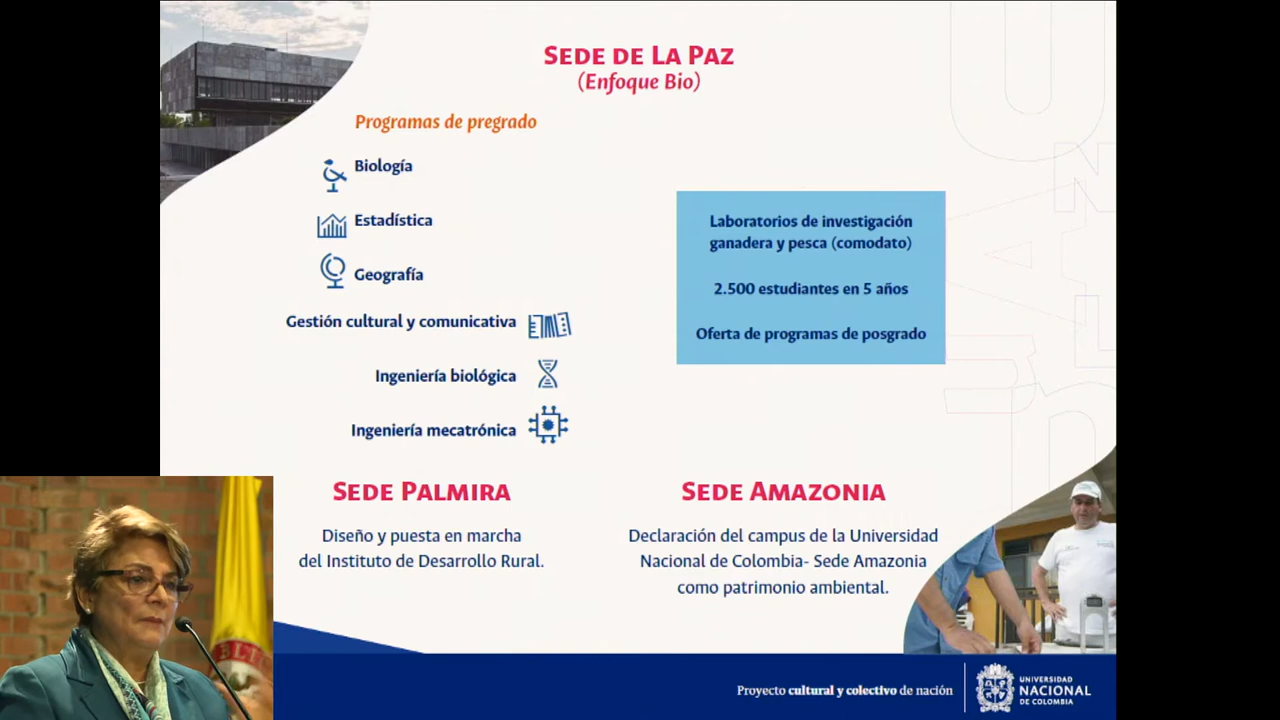 SEDE DE LA PAZ
(Enfoque Bio)
Programas de pregrado
Biología
Estadística
Geografía
Gestión cultural y comunicativa
Ingeniería biológica
Ingeniería mecatrónica
Laboratorios de investigación
ganadera y pesca (comodato)
2.500 estudiantes en 5 años
Oferta de programas de posgrado
SEDE PALMIRA
Diseño y puesta en marcha
del Instituto de Desarrollo Rural.
SEDE AMAZONIA
Declaración del campus de la Universidad
Nacional de Colombia- Sede Amazonia
como patrimonio ambiental.
Proyecto cultural y colectivo de nación
UNIVERSIDAD
NACIONAL
DE COLOMBIA